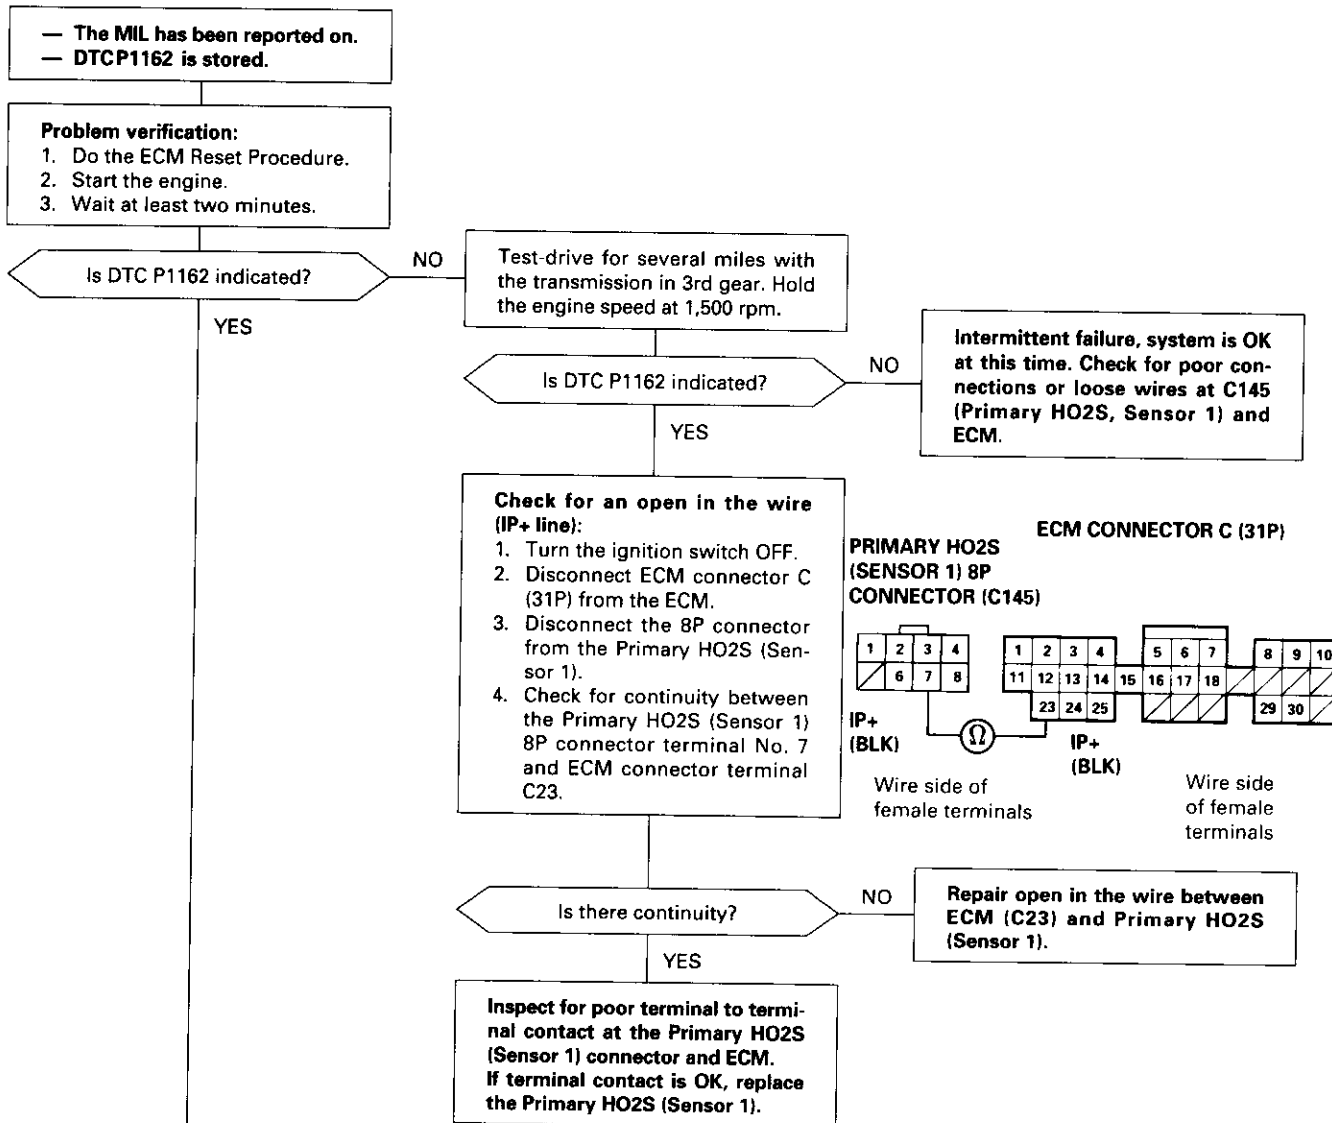 — The MIL has been reported on.
— DTC P1162 is stored.
Problem verification:
1. Do the ECM Reset Procedure.
2. Start the engine.
3. Wait at least two minutes.
Is DTC P1162 indicated?
NO
YES
Test-drive for several miles with
the transmission in 3rd gear. Hold
the engine speed at 1,500 rpm.
Is DTC P1162 indicated?
NO
YES
Intermittent failure, system is OK
at this time. Check for poor con-
nections or loose wires at C145
(Primary HO2S, Sensor 1) and
ECM.
Check for an open in the wire
(IP+ line):
1. Turn the ignition switch OFF.
2. Disconnect ECM connector C
(31P) from the ECM.
3. Disconnect the 8P connector
from the Primary HO2S (Sen-
sor 1).
4. Check for continuity between
the Primary HO2S (Sensor 1)
8P connector terminal No. 7
and ECM connector terminal
C23.
PRIMARY HO2S
(SENSOR 1) 8P
CONNECTOR (C145)
1 2 3 4
6 7 8
IP+
(BLK)
Ω
Wire side of
female terminals
ECM CONNECTOR C (31P)
1 2 3 4 5 6 7 8 9 10
11 12 13 14 15 16 17 18
23 24 25 29 30
IP+
(BLK)
Wire side
of female
terminals
Is there continuity?
NO
YES
Repair open in the wire between
ECM (C23) and Primary HO2S
(Sensor 1).
Inspect for poor terminal to termi-
nal contact at the Primary HO2S
(Sensor 1) connector and ECM.
If terminal contact is OK, replace
the Primary HO2S (Sensor 1).